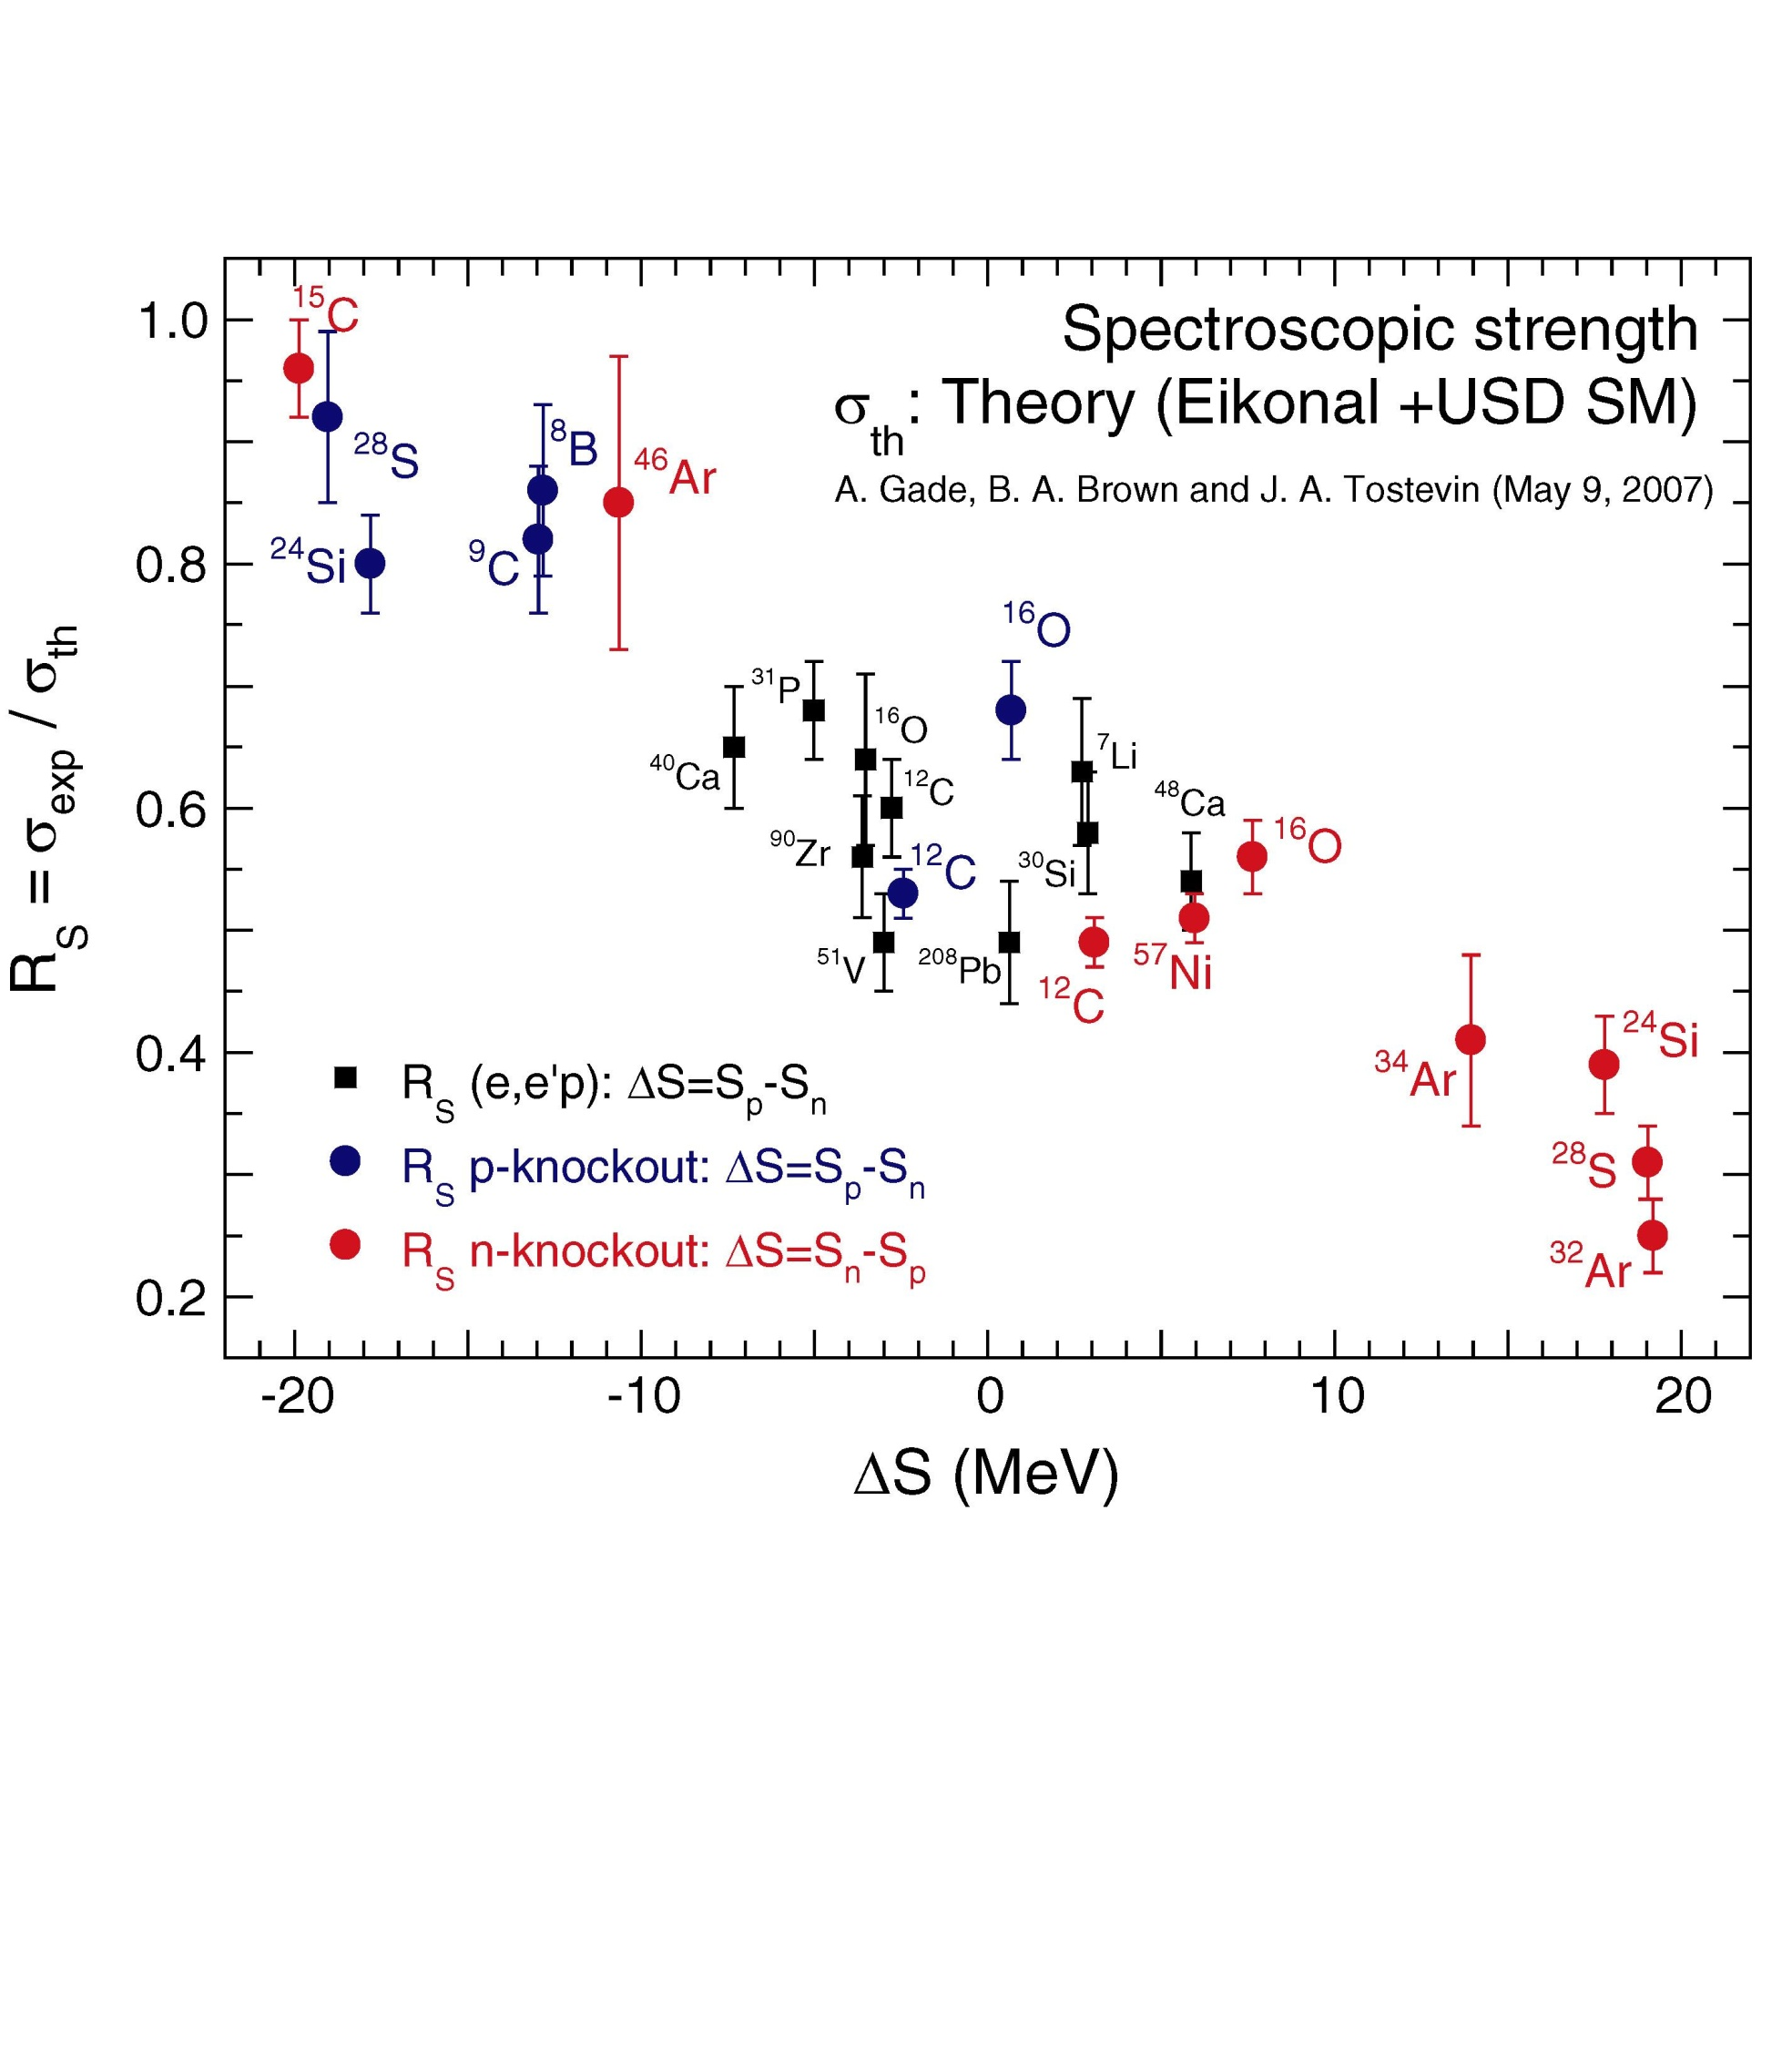 Spectroscopic strength
σth: Theory (Eikonal +USD SM)
A. Gade, B. A. Brown and J. A. Tostevin (May 9, 2007)
RS = σexp / σth
1.0
0.8
0.6
0.4
0.2
15C
28S
24Si
8B
9C
46Ar
16O
31P
16O
40Ca
12C
7Li
48Ca
90Zr
12C
30Si
16O
51V
208Pb
12C
57Ni
34Ar
24Si
28S
32Ar
RS (e,e'p): ΔS=Sp-Sn
RS p-knockout: ΔS=Sp-Sn
RS n-knockout: ΔS=Sn-Sp
-20
-10
0
10
20
ΔS (MeV)